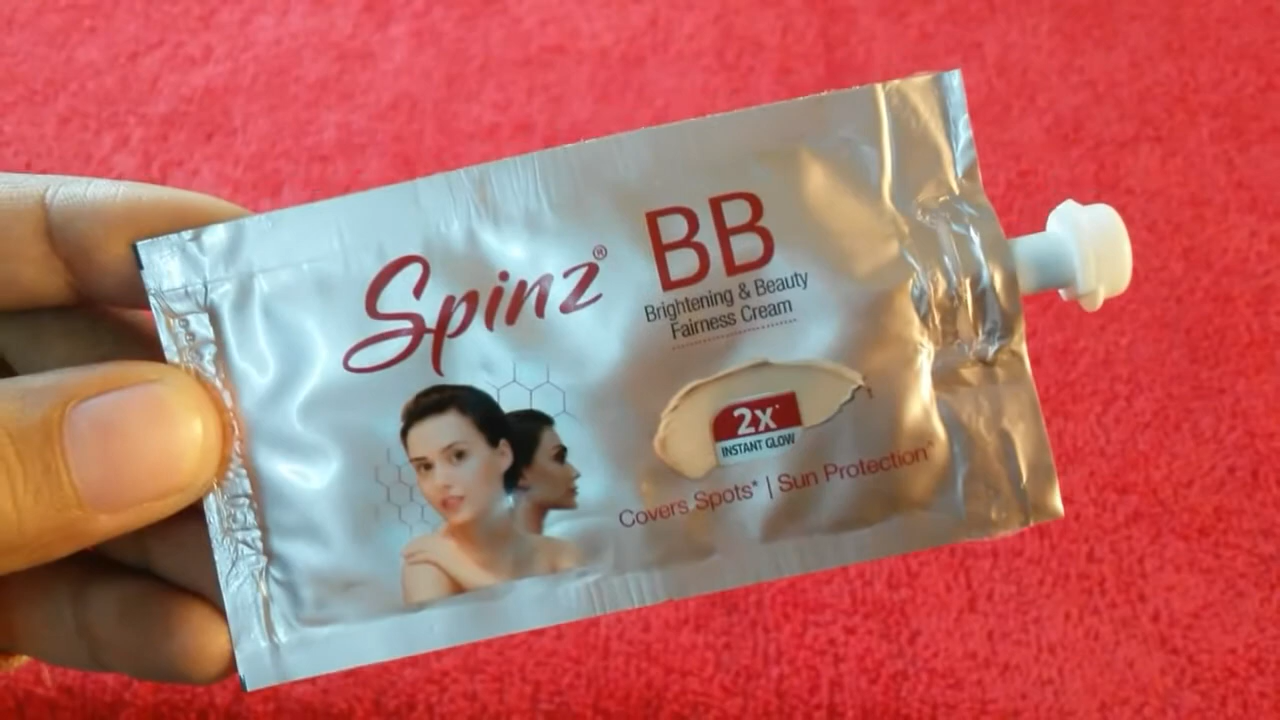 Spinz®
BB
Brightening & Beauty
Fairness Cream
2x*
INSTANT GLOW
Covers Spots* | Sun Protection*